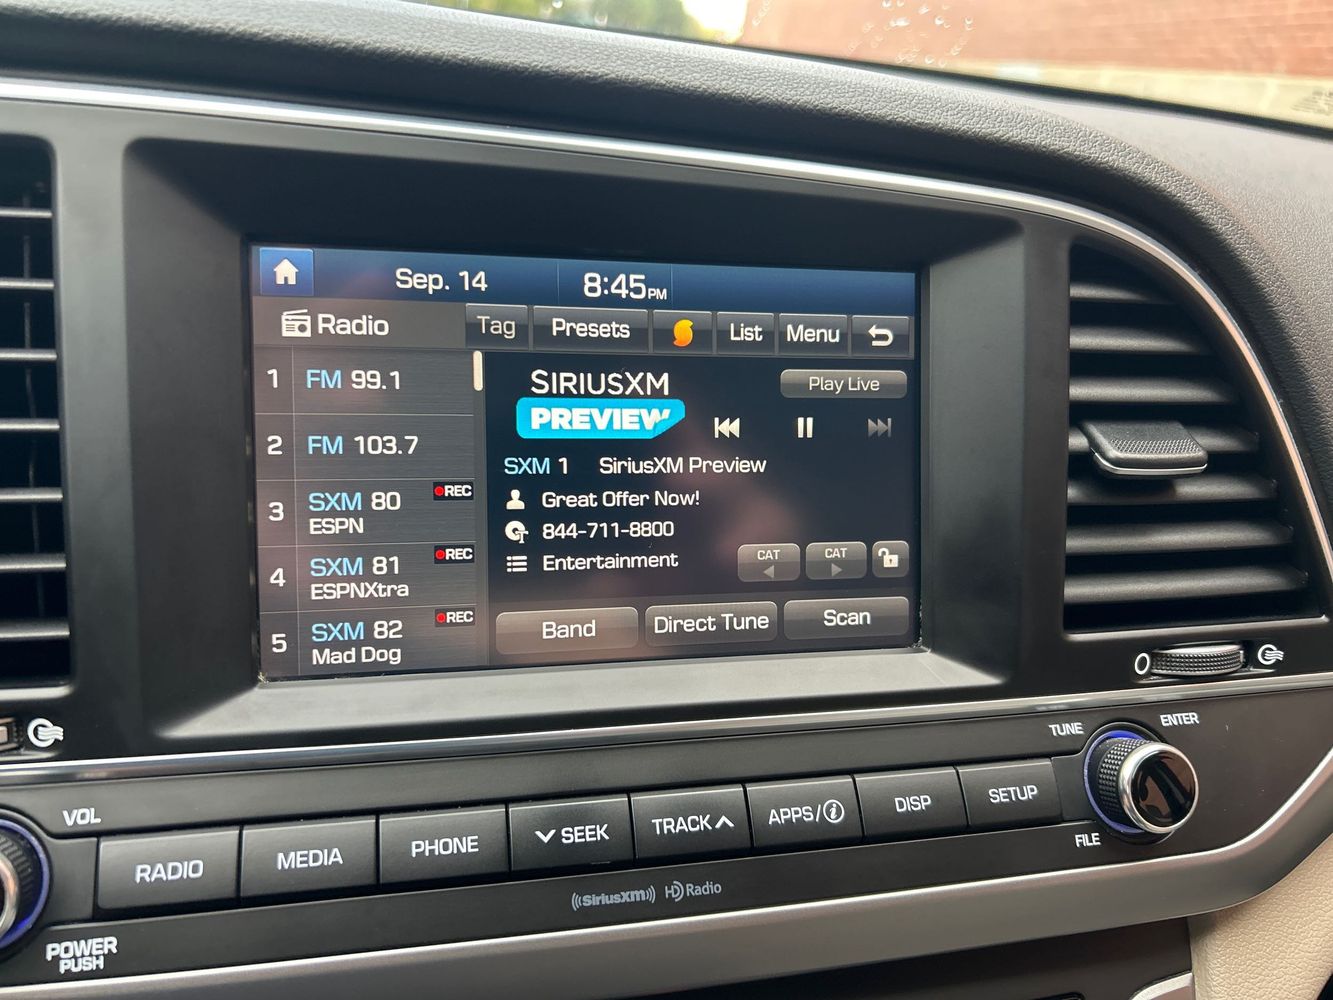 Sep. 14 8:45PM
Radio Tag Presets List Menu
1 FM 99.1
2 FM 103.7
3 SXM 80 REC
ESPN
4 SXM 81 REC
ESPNXtra
5 SXM 82 REC
Mad Dog
SIRIUSXM
PREVIEW
Play Live
SXM 1 SiriusXM Preview
Great Offer Now!
844-711-8800
Entertainment
CAT CAT
Band Direct Tune Scan
VOL
POWER
PUSH
RADIO MEDIA PHONE SEEK TRACK APPS/i DISP SETUP
TUNE ENTER
FILE
((SiriusXM)) HD Radio